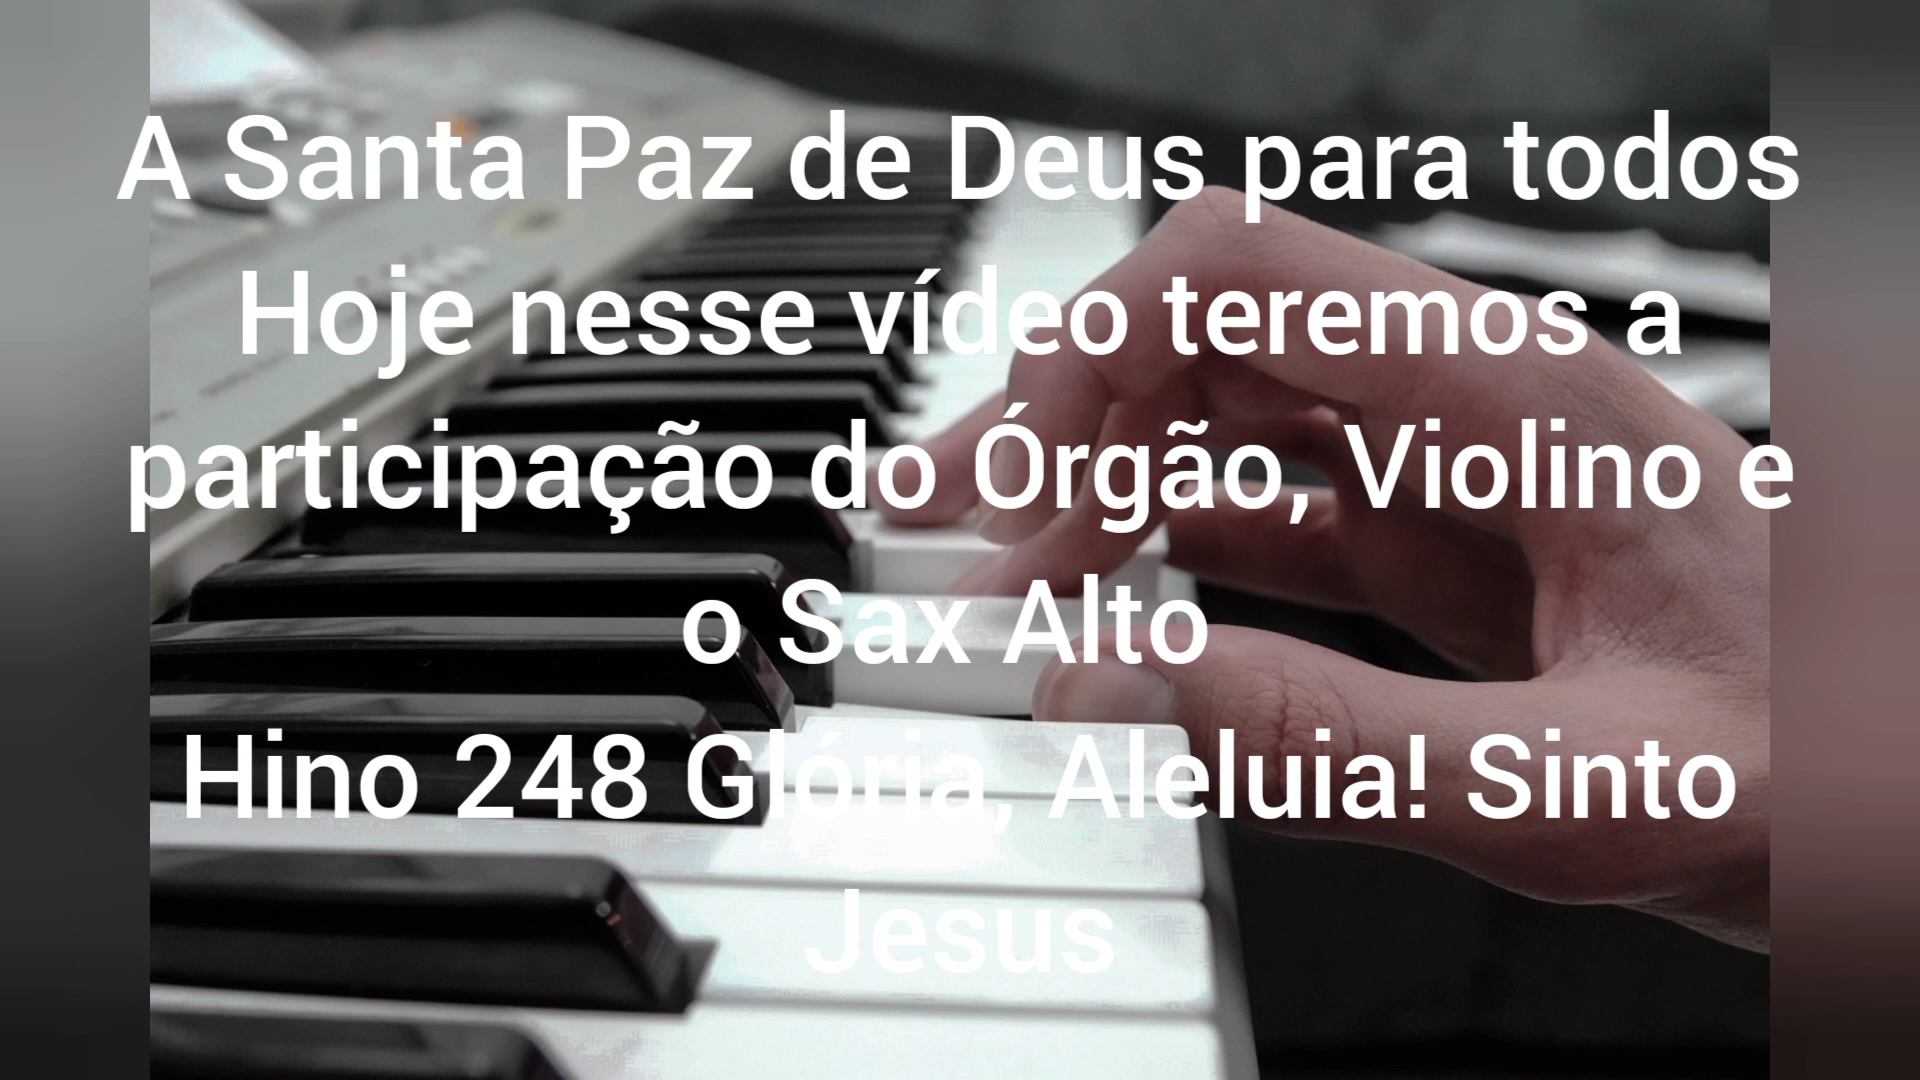 A Santa Paz de Deus para todos
Hoje nesse vídeo teremos a
participação do Órgão, Violino e
o Sax Alto
Hino 248 Glória, Aleluia! Sinto
Jesus